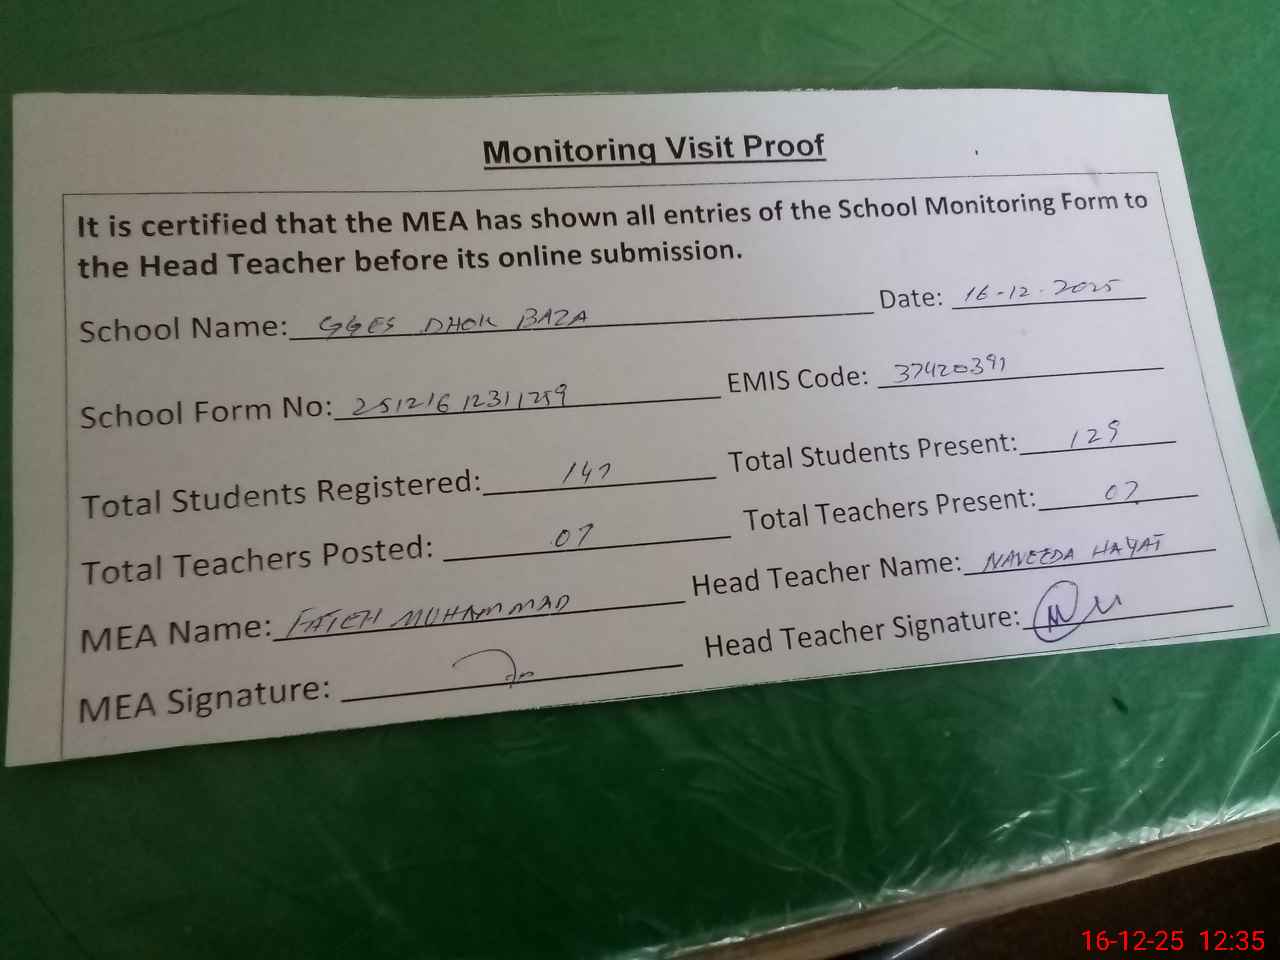 Monitoring Visit Proof
It is certified that the MEA has shown all entries of the School Monitoring Form to
the Head Teacher before its online submission.
School Name: GGES DHOK BAZA Date: 16-12-2025
School Form No: 251216 12311259 EMIS Code: 37420391
Total Students Registered: 147 Total Students Present: 129
Total Teachers Posted: 07 Total Teachers Present: 07
MEA Name: FATEH MUHAMMAD Head Teacher Name: NAVEEDA HAYAT
MEA Signature: Head Teacher Signature:
16-12-25 12:35